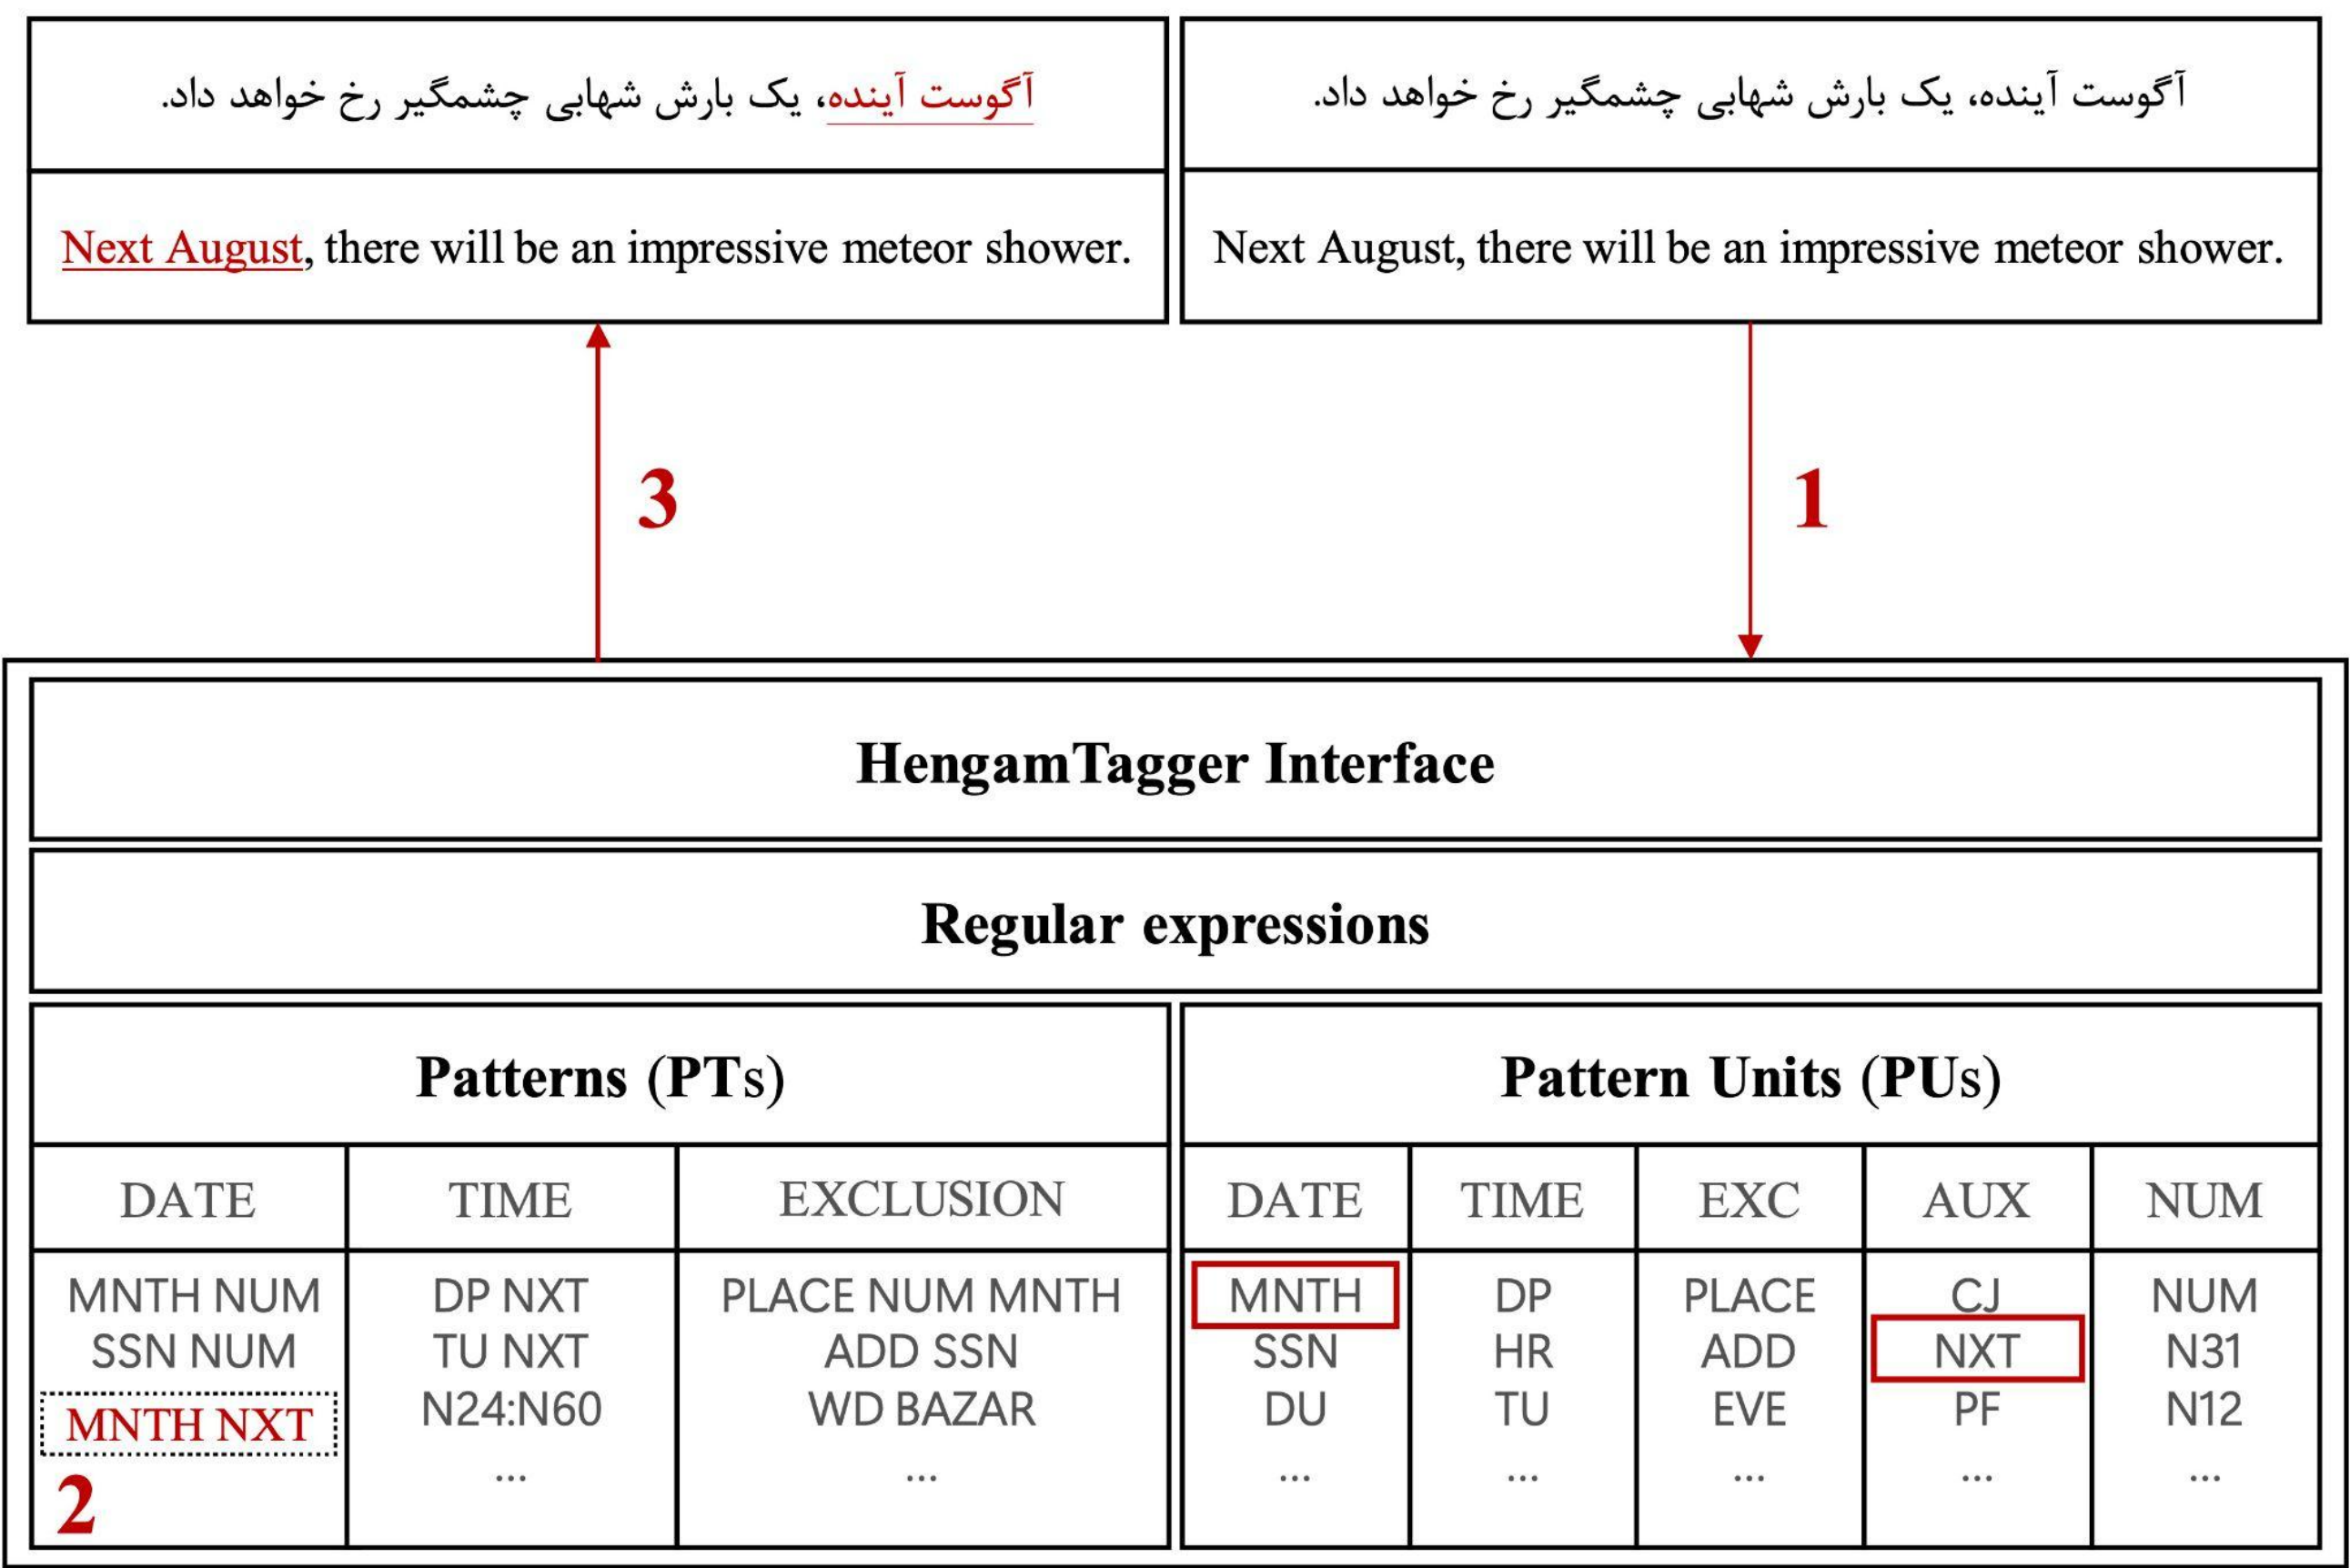 آگوست آینده، یک بارش شهابی چشمگیر رخ خواهد داد.
Next August, there will be an impressive meteor shower.
آگوست آینده، یک بارش شهابی چشمگیر رخ خواهد داد.
Next August, there will be an impressive meteor shower.
3
1
HengamTagger Interface
Regular expressions
Patterns (PTs)
DATE
TIME
EXCLUSION
MNTH NUM
SSN NUM
MNTH NXT
2
DP NXT
TU NXT
N24:N60
...
PLACE NUM MNTH
ADD SSN
WD BAZAR
...
Pattern Units (PUs)
DATE
TIME
EXC
AUX
NUM
MNTH
SSN
DU
...
DP
HR
TU
...
PLACE
ADD
EVE
...
CJ
NXT
PF
...
NUM
N31
N12
...